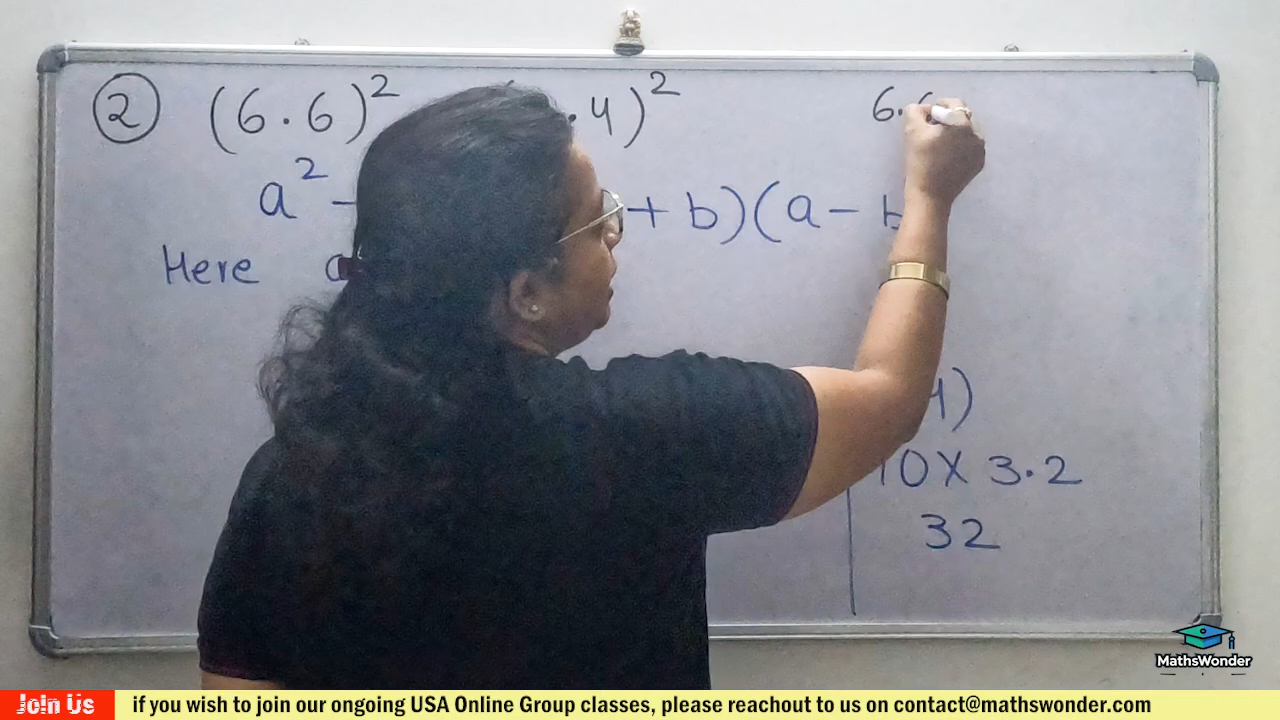 ② (6.6)² .4)² 6.6
a² - + b)(a - b
Here a
4)
10 X 3.2
32
MathsWonder
Join Us if you wish to join our ongoing USA Online Group classes, please reachout to us on contact@mathswonder.com